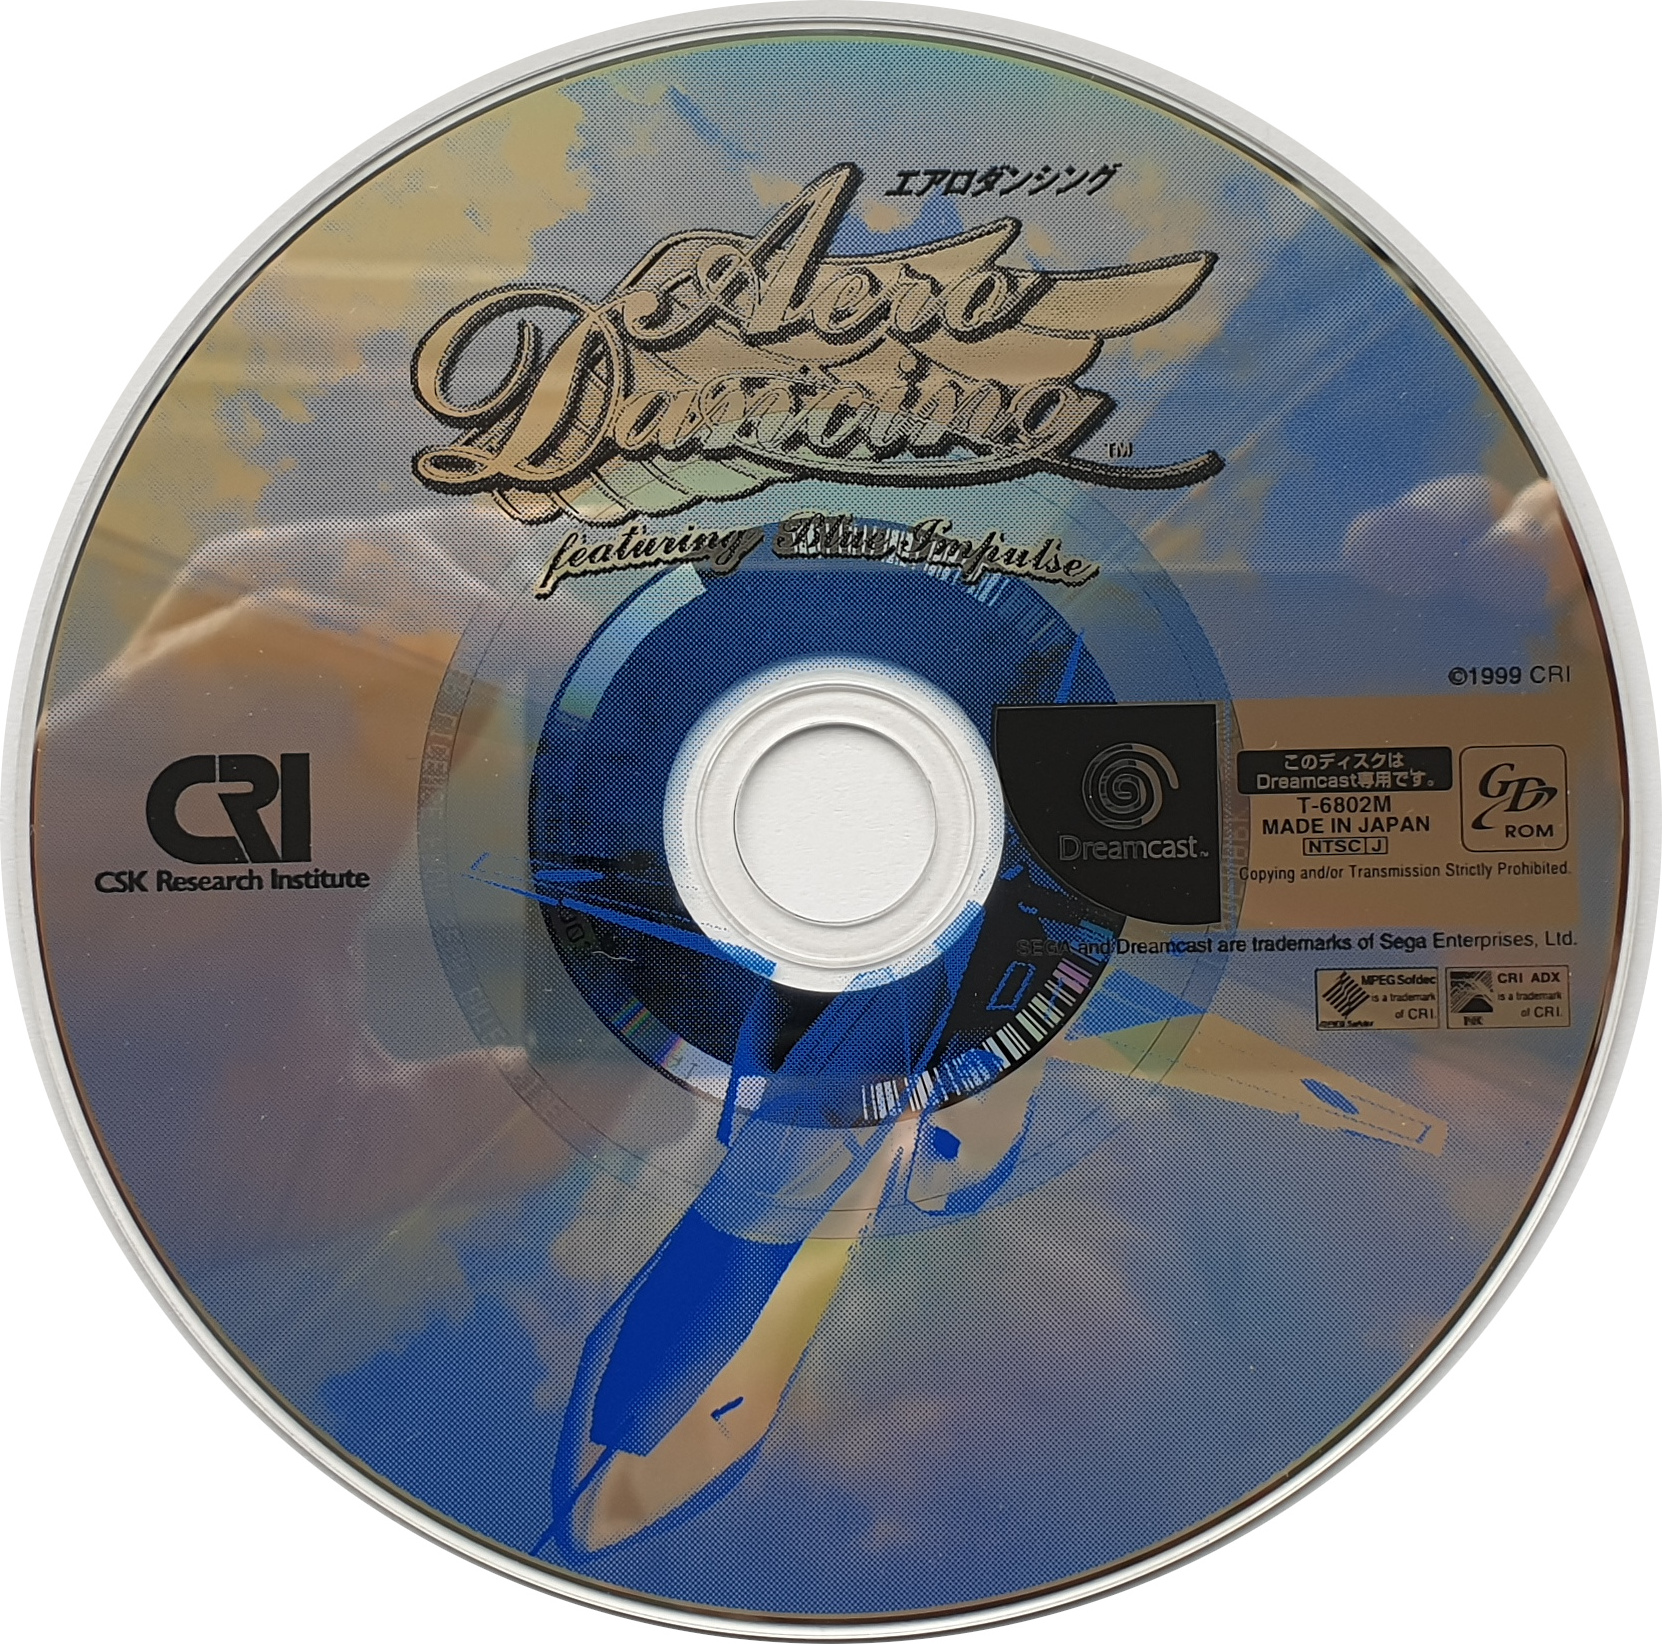 エアロダンシング
Aero
Dancing
TM
featuring Blue Impulse
©1999 CRI
CRI
CSK Research Institute
Dreamcast
TM
このディスクは
Dreamcast専用です。
T-6802M
MADE IN JAPAN
NTSC J
GD
ROM
Copying and/or Transmission Strictly Prohibited.
SEGA and Dreamcast are trademarks of Sega Enterprises, Ltd.
MPEG Sofdec
is a trademark
of CRI.
MPEG Sofdec
CRI ADX
is a trademark
of CRI.